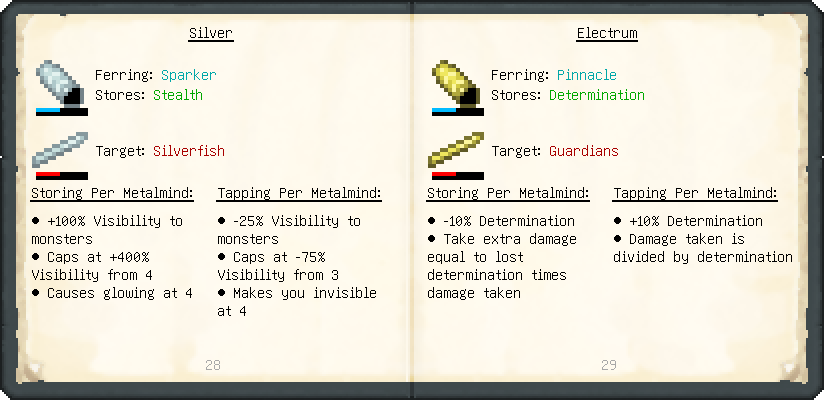 Silver
Ferring: Sparker
Stores: Stealth
Target: Silverfish
Storing Per Metalmind:
● +100% Visibility to
monsters
● Caps at +400%
Visibility from 4
● Causes glowing at 4
Tapping Per Metalmind:
● -25% Visibility to
monsters
● Caps at -75%
Visibility from 3
● Makes you invisible
at 4
28
Electrum
Ferring: Pinnacle
Stores: Determination
Target: Guardians
Storing Per Metalmind:
● -10% Determination
● Take extra damage
equal to lost
determination times
damage taken
Tapping Per Metalmind:
● +10% Determination
● Damage taken is
divided by determination
29